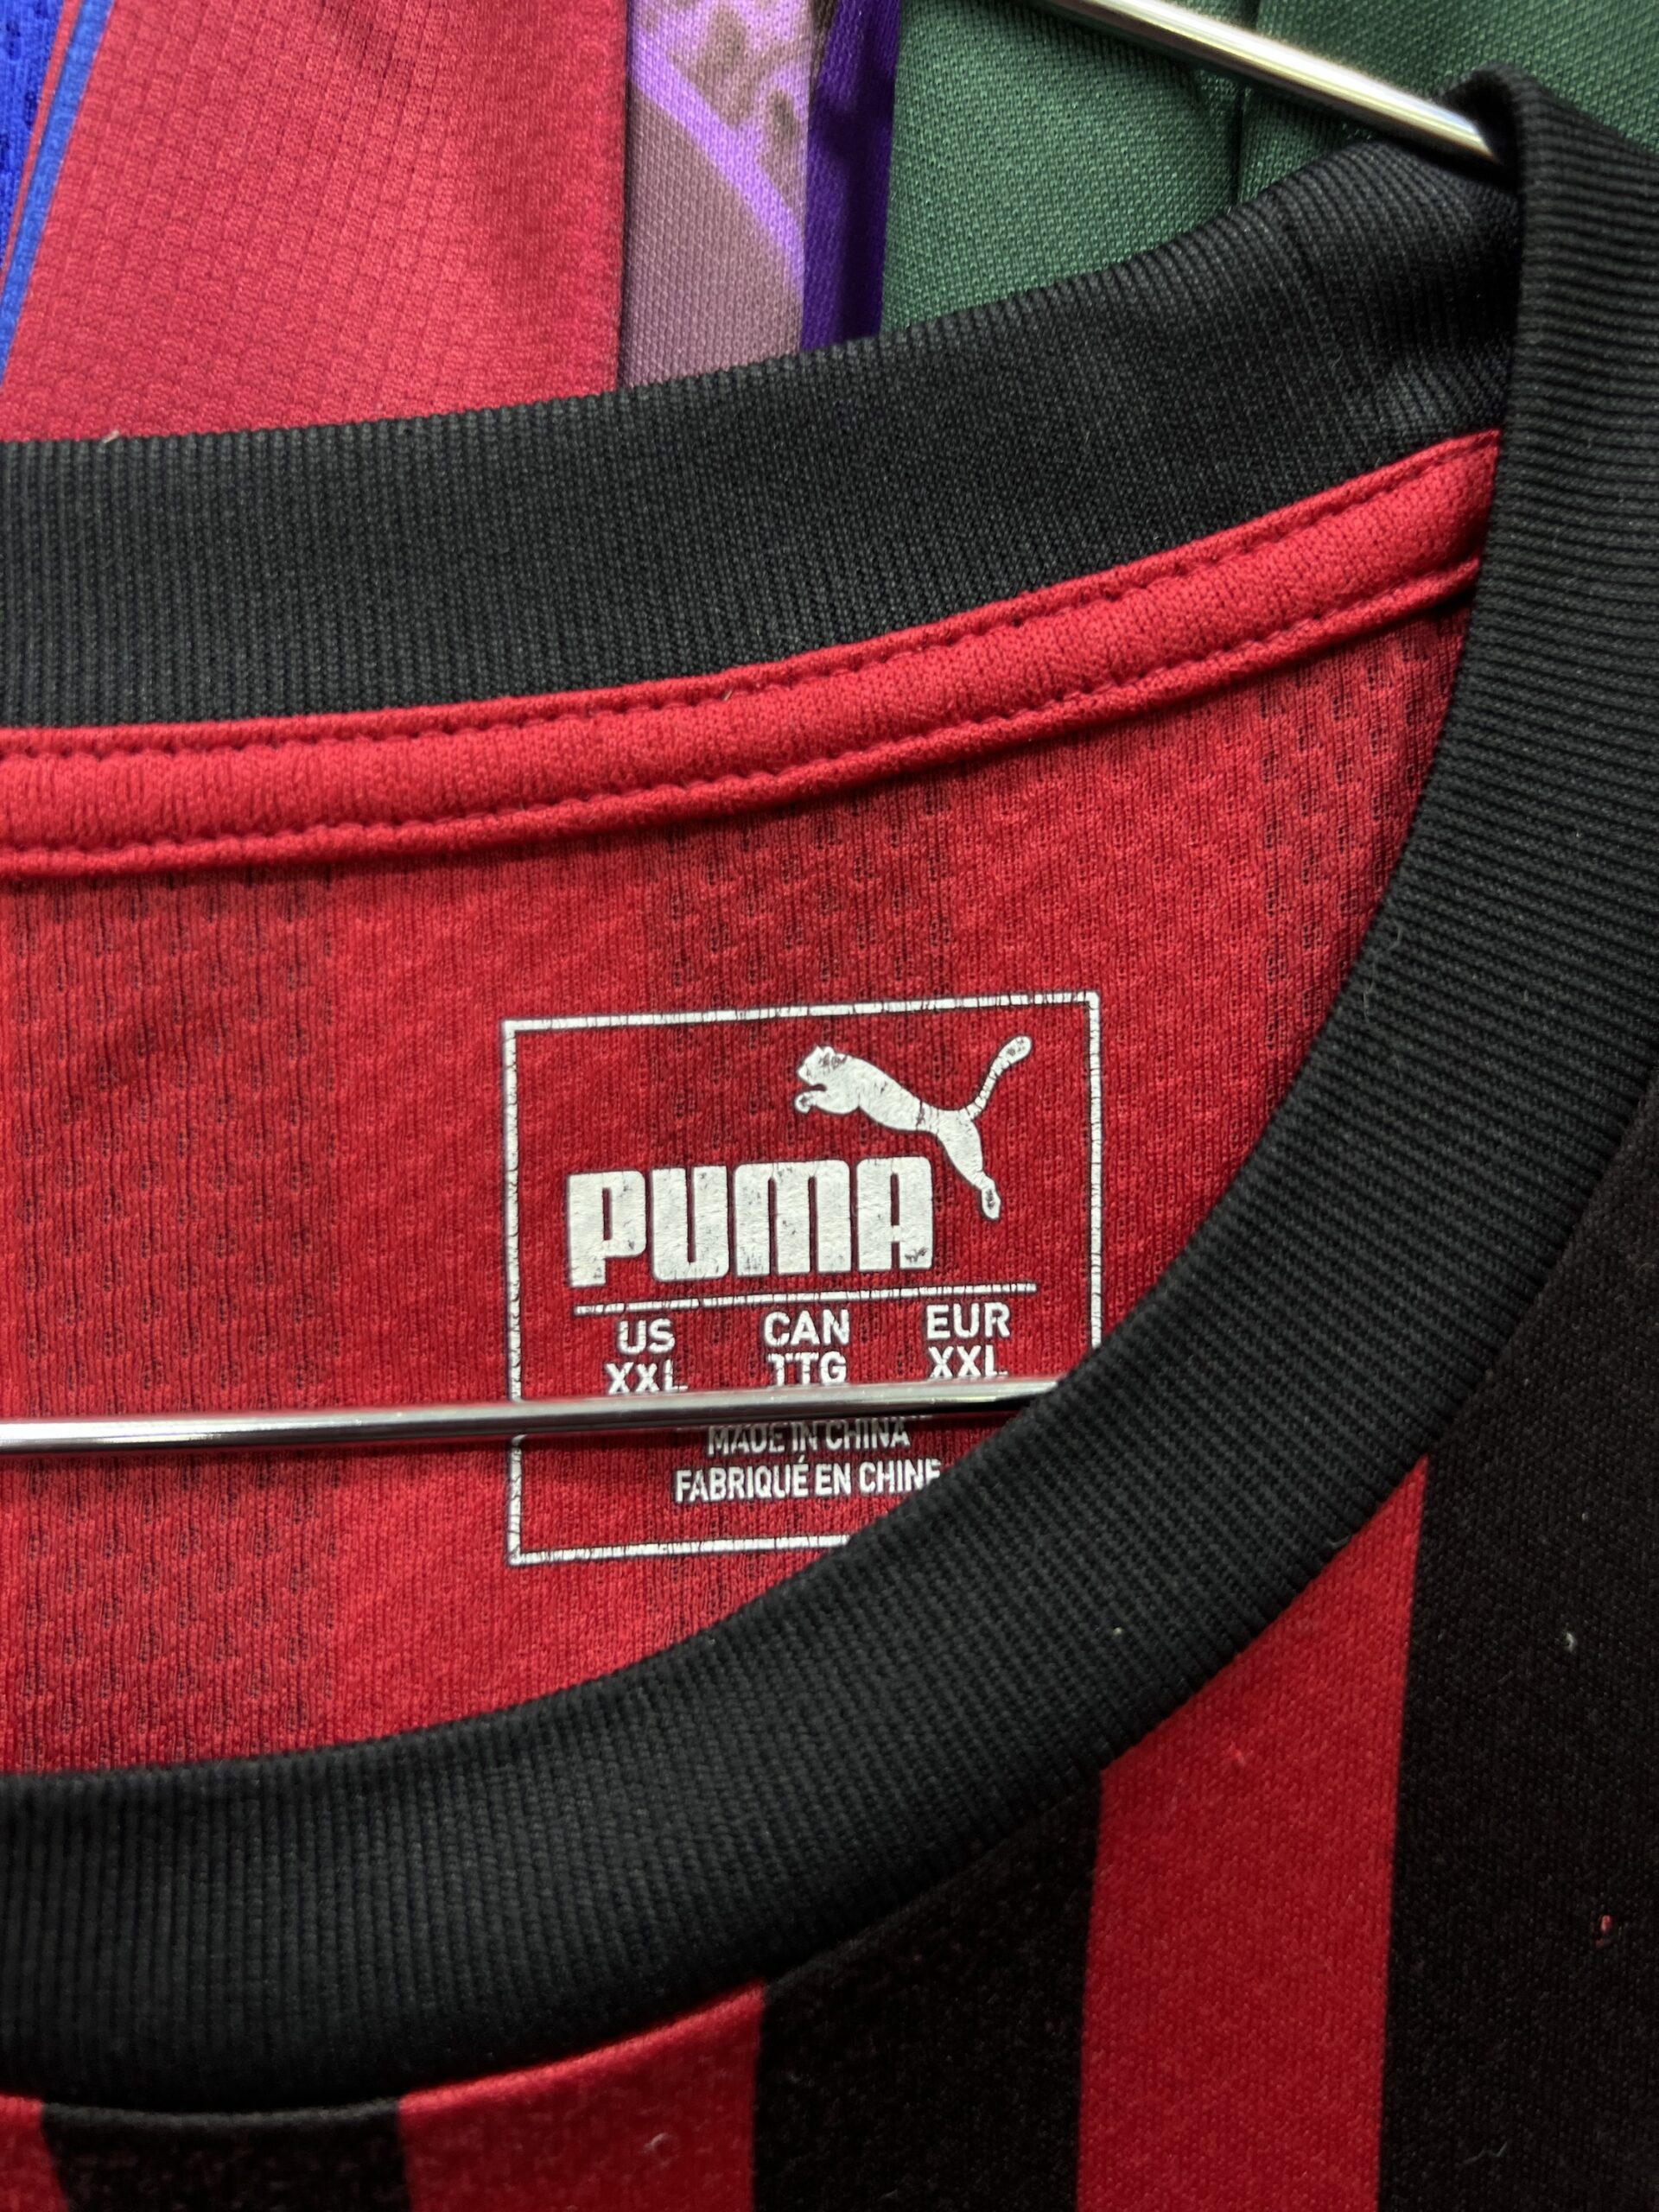 PUMA
US CAN EUR
XXL TTG XXL
MADE IN CHINA
FABRIQUÉ EN CHINE